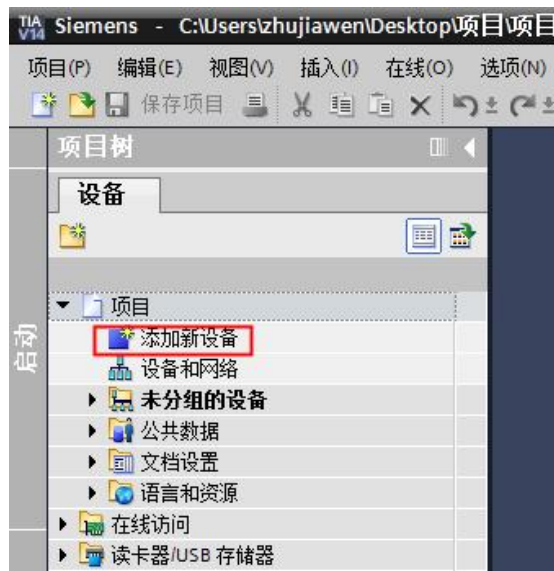 TIA V14 Siemens - C:\Users\zhujiawen\Desktop\项目\项目
项目(P) 编辑(E) 视图(V) 插入(I) 在线(O) 选项(N)
保存项目
项目树
设备
启动
项目
添加新设备
设备和网络
未分组的设备
公共数据
文档设置
语言和资源
在线访问
读卡器/USB 存储器